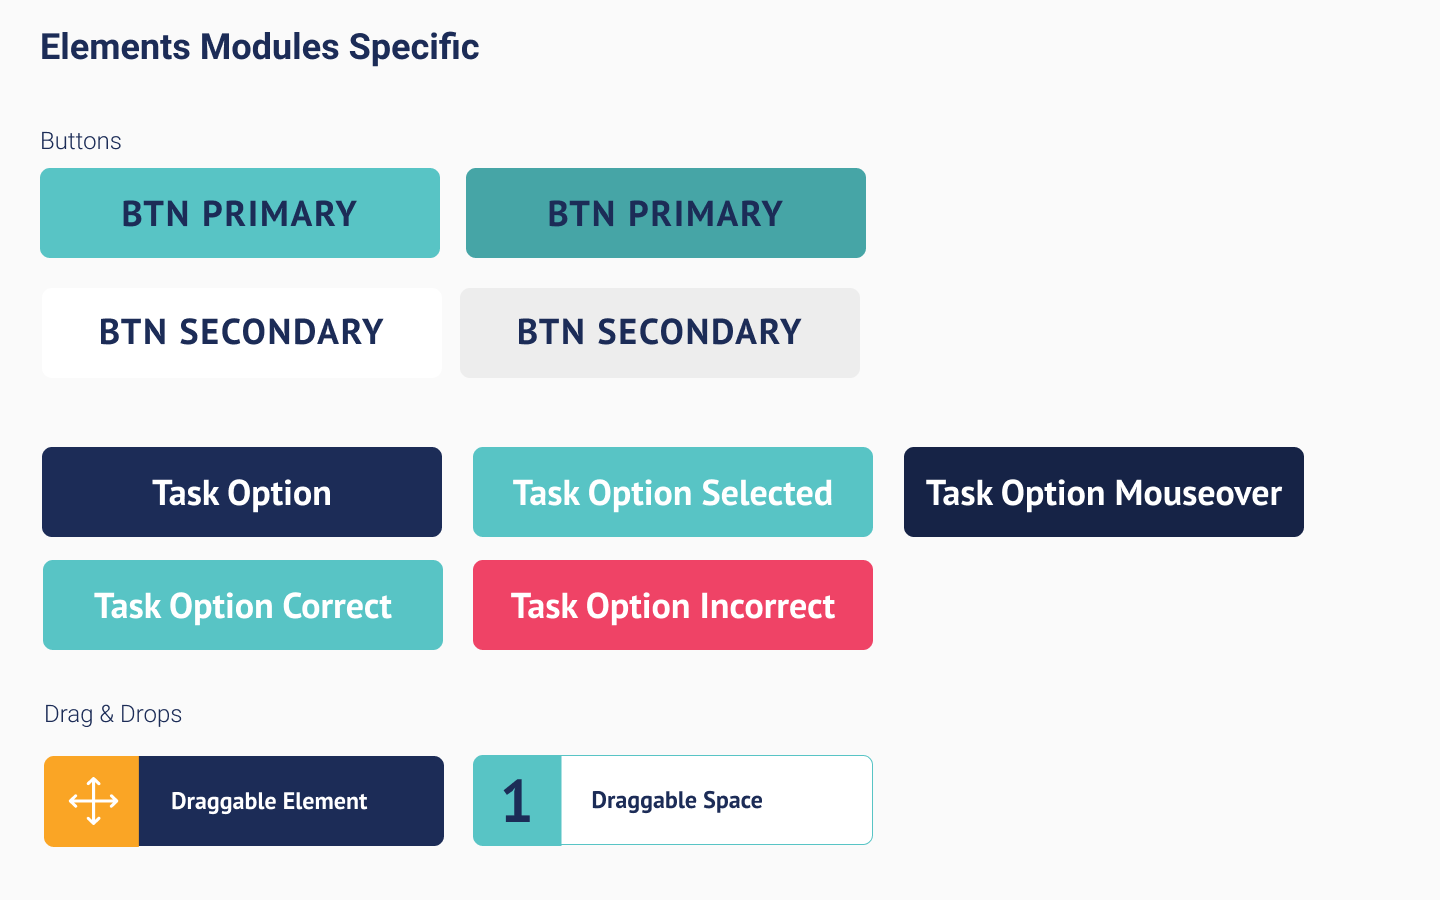 Elements Modules Specific
Buttons
BTN PRIMARY
BTN PRIMARY
BTN SECONDARY
BTN SECONDARY
Task Option
Task Option Selected
Task Option Mouseover
Task Option Correct
Task Option Incorrect
Drag & Drops
Draggable Element
1
Draggable Space